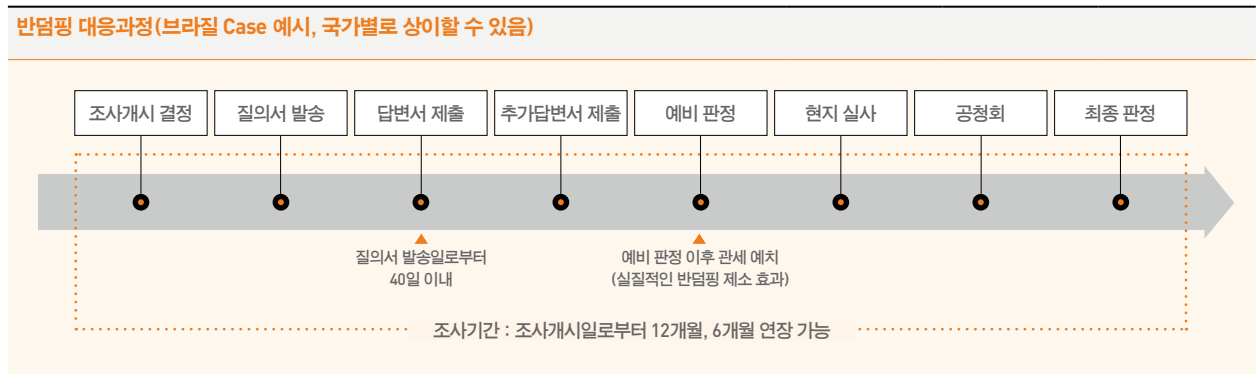 반덤핑 대응과정(브라질 Case 예시, 국가별로 상이할 수 있음)
조사개시 결정
질의서 발송
답변서 제출
추가답변서 제출
예비 판정
현지 실사
공청회
최종 판정
질의서 발송일로부터
40일 이내
예비 판정 이후 관세 예치
(실질적인 반덤핑 제소 효과)
조사기간 : 조사개시일로부터 12개월, 6개월 연장 가능